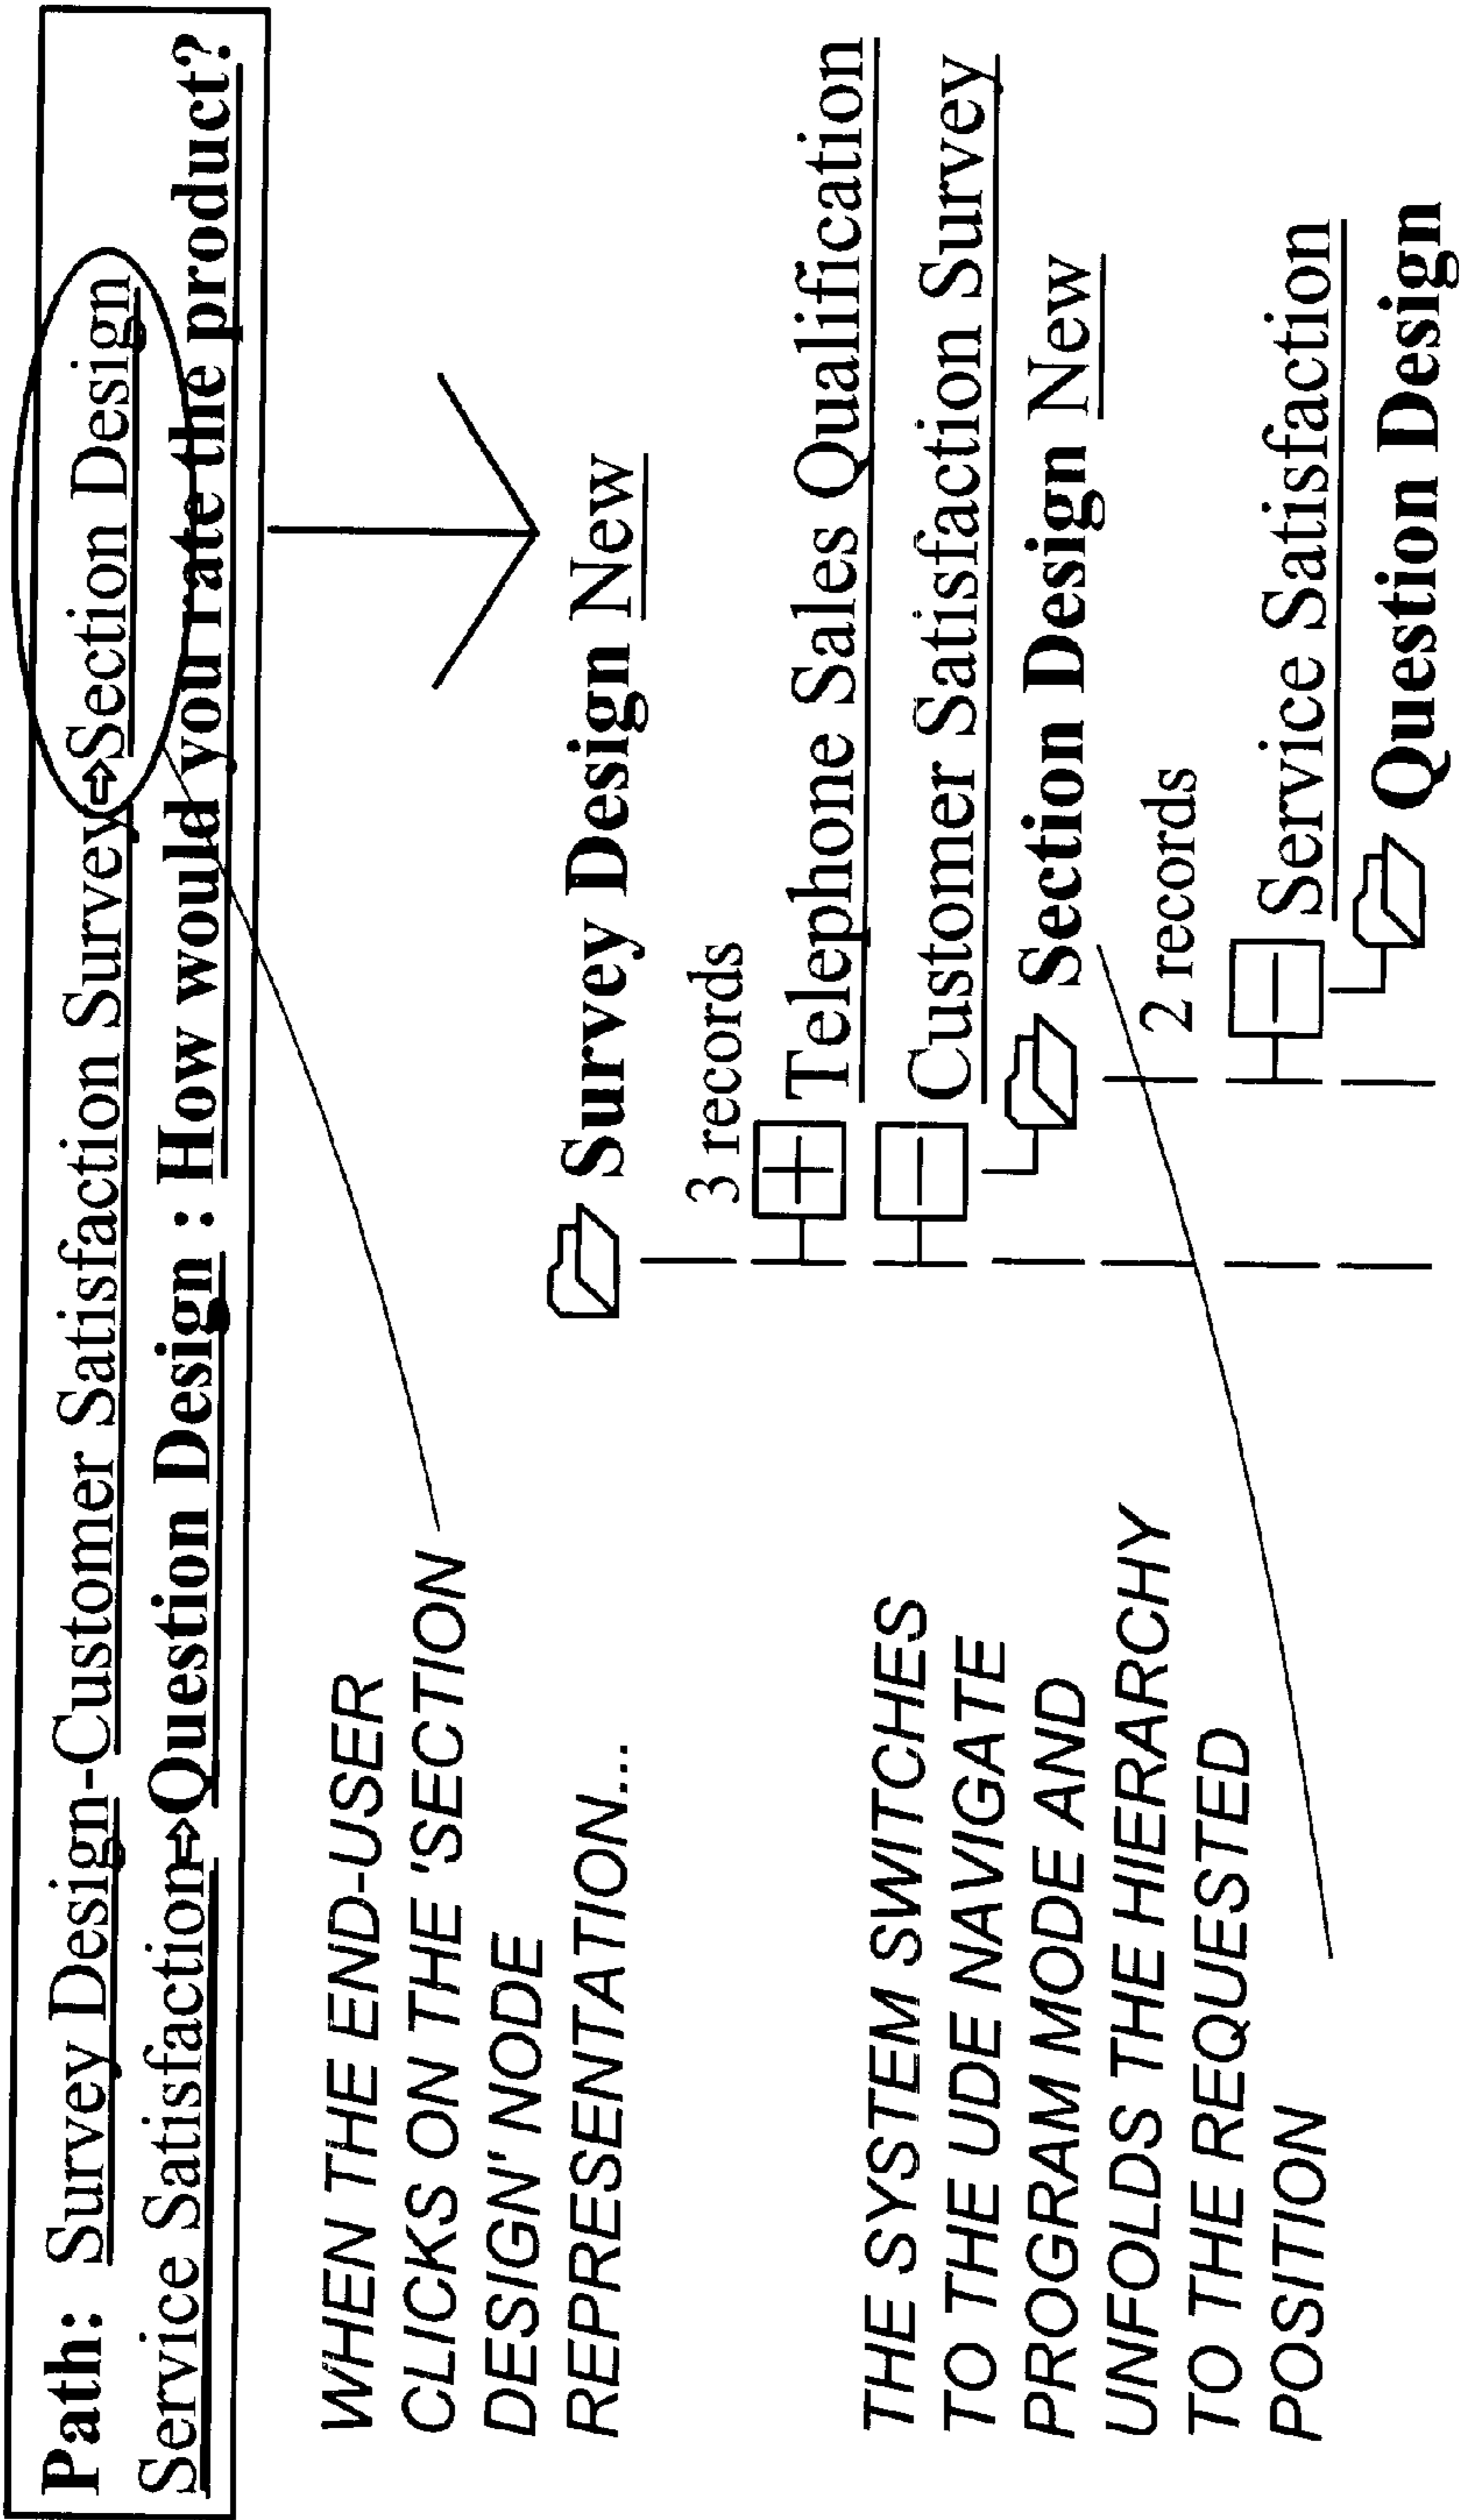 Path: Survey Design-Customer Satisfaction Survey⇨Section Design
Service Satisfaction⇨Question Design : How would your rate the product?
WHEN THE END-USER
CLICKS ON THE 'SECTION
DESIGN' NODE
REPRESENTATION...
THE SYSTEM SWITCHES
TO THE UDE NAVIGATE
PROGRAM MODE AND
UNFOLDS THE HIERARCHY
TO THE REQUESTED
POSITION
Survey Design New
3 records
Telephone Sales Qualification
Customer Satisfaction Survey
Section Design New
2 records
Service Satisfaction
Question Design